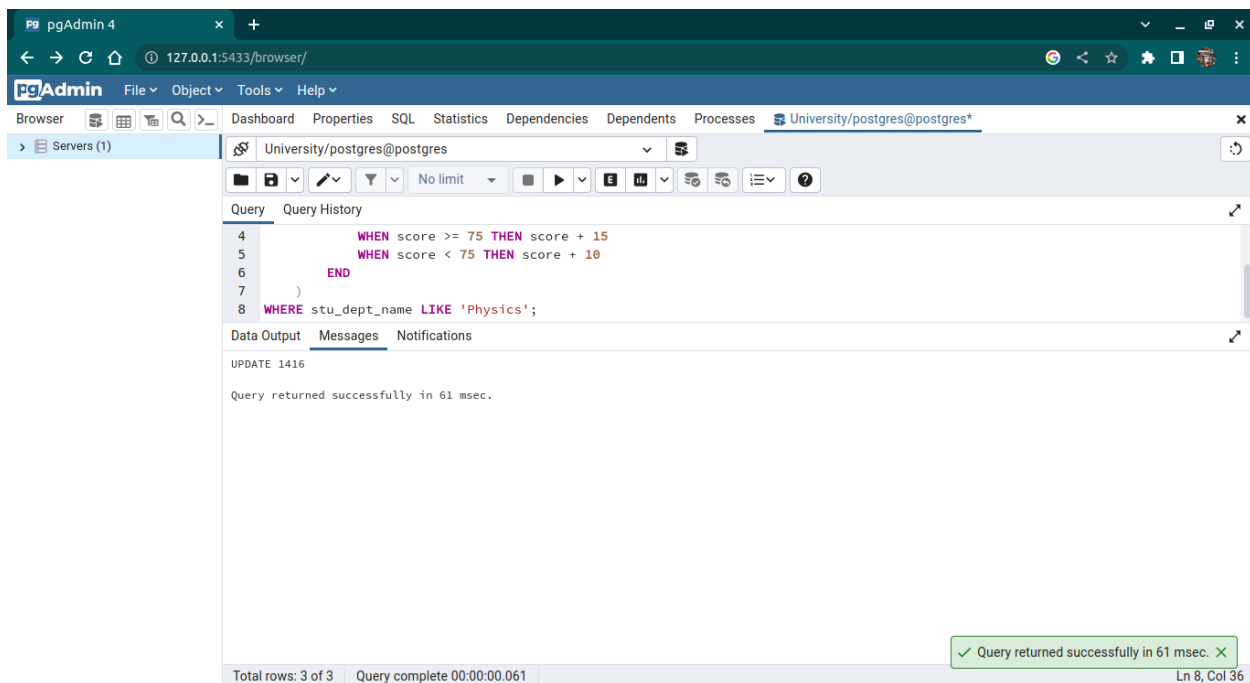 pgAdmin 4
127.0.0.1:5433/browser/
pgAdmin File Object Tools Help
Browser Dashboard Properties SQL Statistics Dependencies Dependents Processes University/postgres@postgres*
Servers (1)
University/postgres@postgres
No limit
Query Query History
4 WHEN score >= 75 THEN score + 15
5 WHEN score < 75 THEN score + 10
6 END
7 )
8 WHERE stu_dept_name LIKE 'Physics';
Data Output Messages Notifications
UPDATE 1416
Query returned successfully in 61 msec.
Query returned successfully in 61 msec.
Total rows: 3 of 3 Query complete 00:00:00.061 Ln 8, Col 36